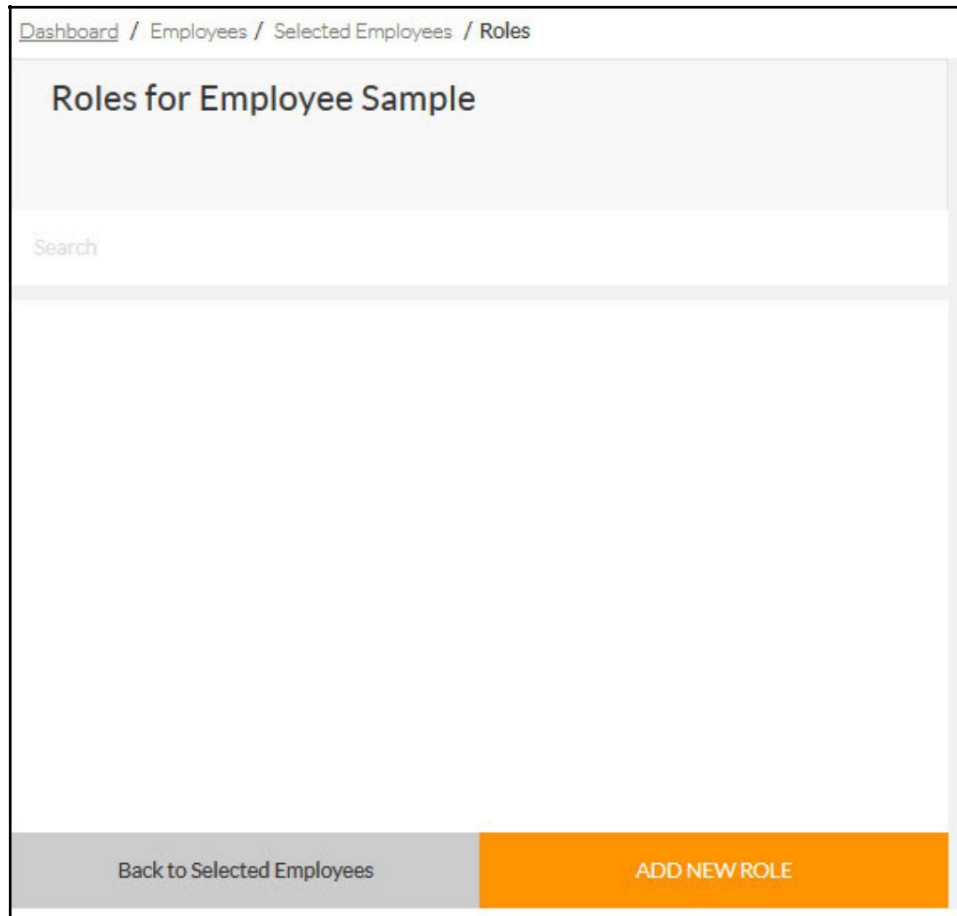 Dashboard / Employees / Selected Employees / Roles
Roles for Employee Sample
Search
Back to Selected Employees
ADD NEW ROLE